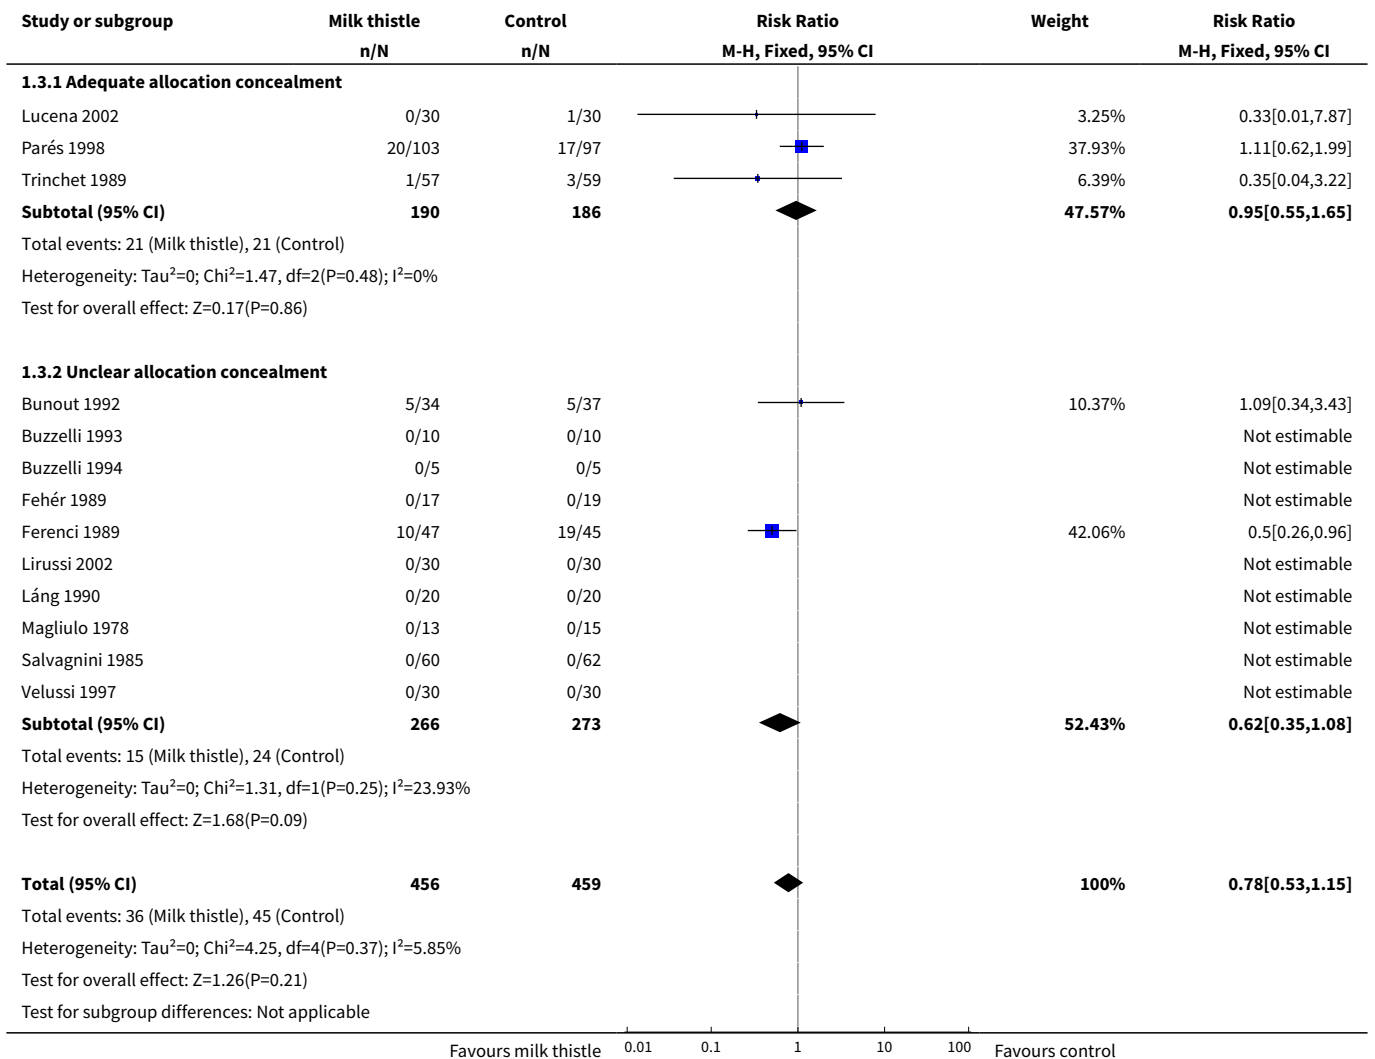 Study or subgroup Milk thistle Control Risk Ratio Weight Risk Ratio
n/N n/N M-H, Fixed, 95% CI M-H, Fixed, 95% CI
1.3.1 Adequate allocation concealment
Lucena 2002 0/30 1/30 3.25% 0.33[0.01,7.87]
Parés 1998 20/103 17/97 37.93% 1.11[0.62,1.99]
Trinchet 1989 1/57 3/59 6.39% 0.35[0.04,3.22]
Subtotal (95% CI) 190 186 47.57% 0.95[0.55,1.65]
Total events: 21 (Milk thistle), 21 (Control)
Heterogeneity: Tau²=0; Chi²=1.47, df=2(P=0.48); I²=0%
Test for overall effect: Z=0.17(P=0.86)
1.3.2 Unclear allocation concealment
Bunout 1992 5/34 5/37 10.37% 1.09[0.34,3.43]
Buzzelli 1993 0/10 0/10 Not estimable
Buzzelli 1994 0/5 0/5 Not estimable
Fehér 1989 0/17 0/19 Not estimable
Ferenci 1989 10/47 19/45 42.06% 0.5[0.26,0.96]
Lirussi 2002 0/30 0/30 Not estimable
Láng 1990 0/20 0/20 Not estimable
Magliulo 1978 0/13 0/15 Not estimable
Salvagnini 1985 0/60 0/62 Not estimable
Velussi 1997 0/30 0/30 Not estimable
Subtotal (95% CI) 266 273 52.43% 0.62[0.35,1.08]
Total events: 15 (Milk thistle), 24 (Control)
Heterogeneity: Tau²=0; Chi²=1.31, df=1(P=0.25); I²=23.93%
Test for overall effect: Z=1.68(P=0.09)
Total (95% CI) 456 459 100% 0.78[0.53,1.15]
Total events: 36 (Milk thistle), 45 (Control)
Heterogeneity: Tau²=0; Chi²=4.25, df=4(P=0.37); I²=5.85%
Test for overall effect: Z=1.26(P=0.21)
Test for subgroup differences: Not applicable
Favours milk thistle 0.01 0.1 1 10 100 Favours control